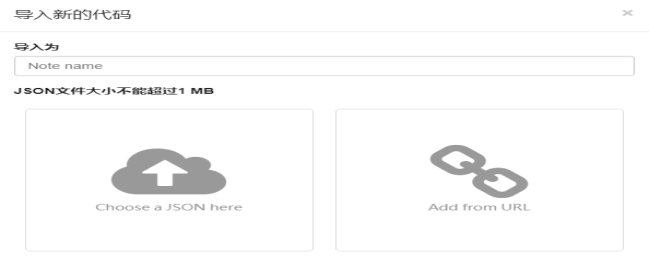 导入新的代码 ×
导入为
Note name
JSON文件大小不能超过1 MB
Choose a JSON here
Add from URL